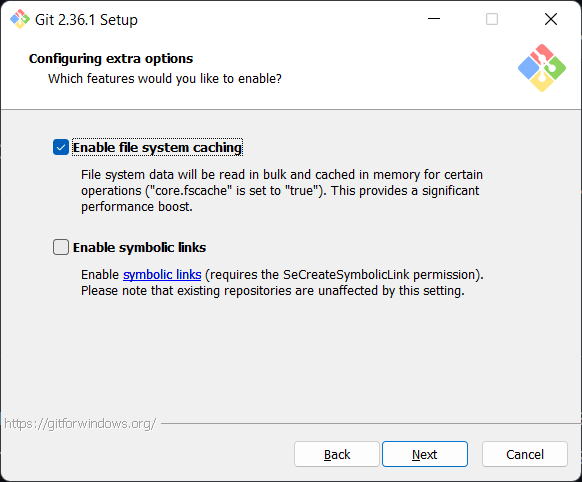 Git 2.36.1 Setup
Configuring extra options
Which features would you like to enable?
Enable file system caching
File system data will be read in bulk and cached in memory for certain
operations ("core.fscache" is set to "true"). This provides a significant
performance boost.
Enable symbolic links
Enable symbolic links (requires the SeCreateSymbolicLink permission).
Please note that existing repositories are unaffected by this setting.
https://gitforwindows.org/
Back
Next
Cancel